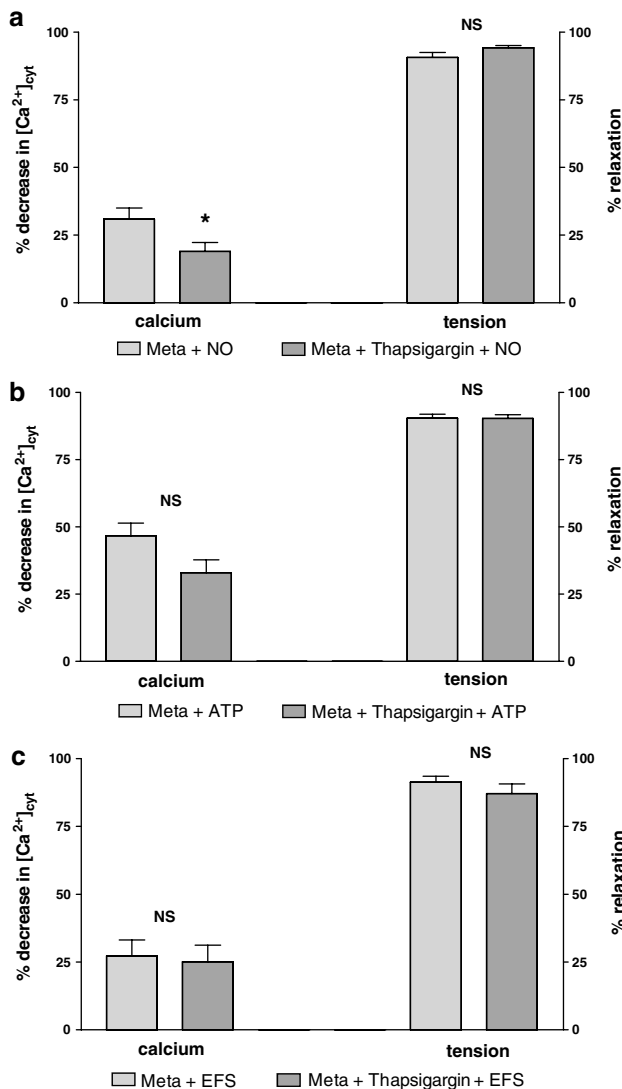 a
% decrease in [Ca2+]cyt
100
75
50
25
0
*
NS
100
75
50
25
0
% relaxation
calcium
tension
Meta + NO
Meta + Thapsigargin + NO
b
% decrease in [Ca2+]cyt
100
75
50
25
0
NS
NS
100
75
50
25
0
% relaxation
calcium
tension
Meta + ATP
Meta + Thapsigargin + ATP
c
% decrease in [Ca2+]cyt
100
75
50
25
0
NS
NS
100
75
50
25
0
% relaxation
calcium
tension
Meta + EFS
Meta + Thapsigargin + EFS